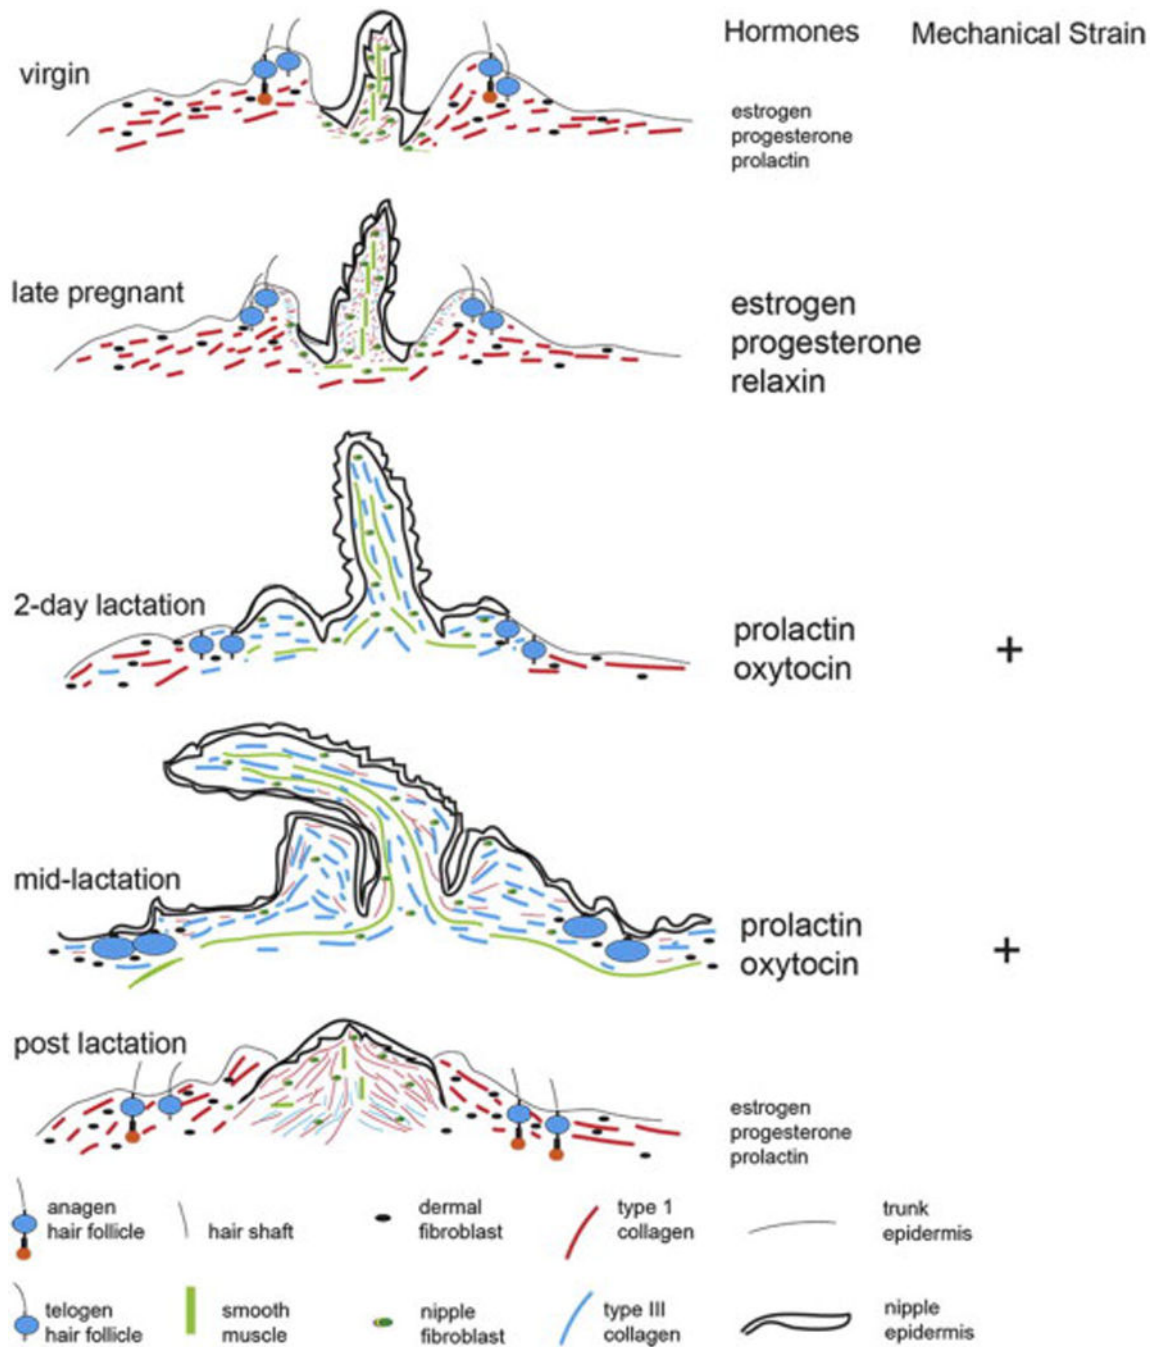 Hormones
Mechanical Strain
virgin
estrogen
progesterone
prolactin
late pregnant
estrogen
progesterone
relaxin
2-day lactation
prolactin
oxytocin
+
mid-lactation
prolactin
oxytocin
+
post lactation
estrogen
progesterone
prolactin
anagen
hair follicle
hair shaft
dermal
fibroblast
type 1
collagen
trunk
epidermis
telogen
hair follicle
smooth
muscle
nipple
fibroblast
type III
collagen
nipple
epidermis